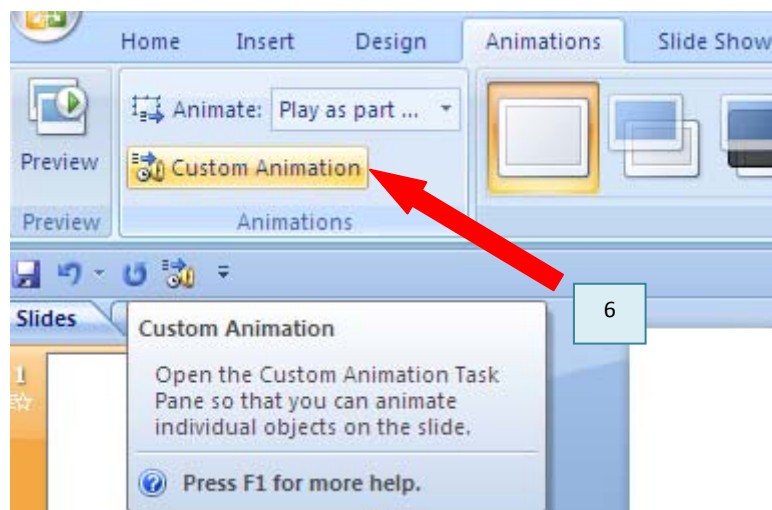 Home Insert Design Animations Slide Show
Animate: Play as part ...
Preview Custom Animation
Preview Animations
6
Slides
Custom Animation
1
Open the Custom Animation Task
Pane so that you can animate
individual objects on the slide.
Press F1 for more help.